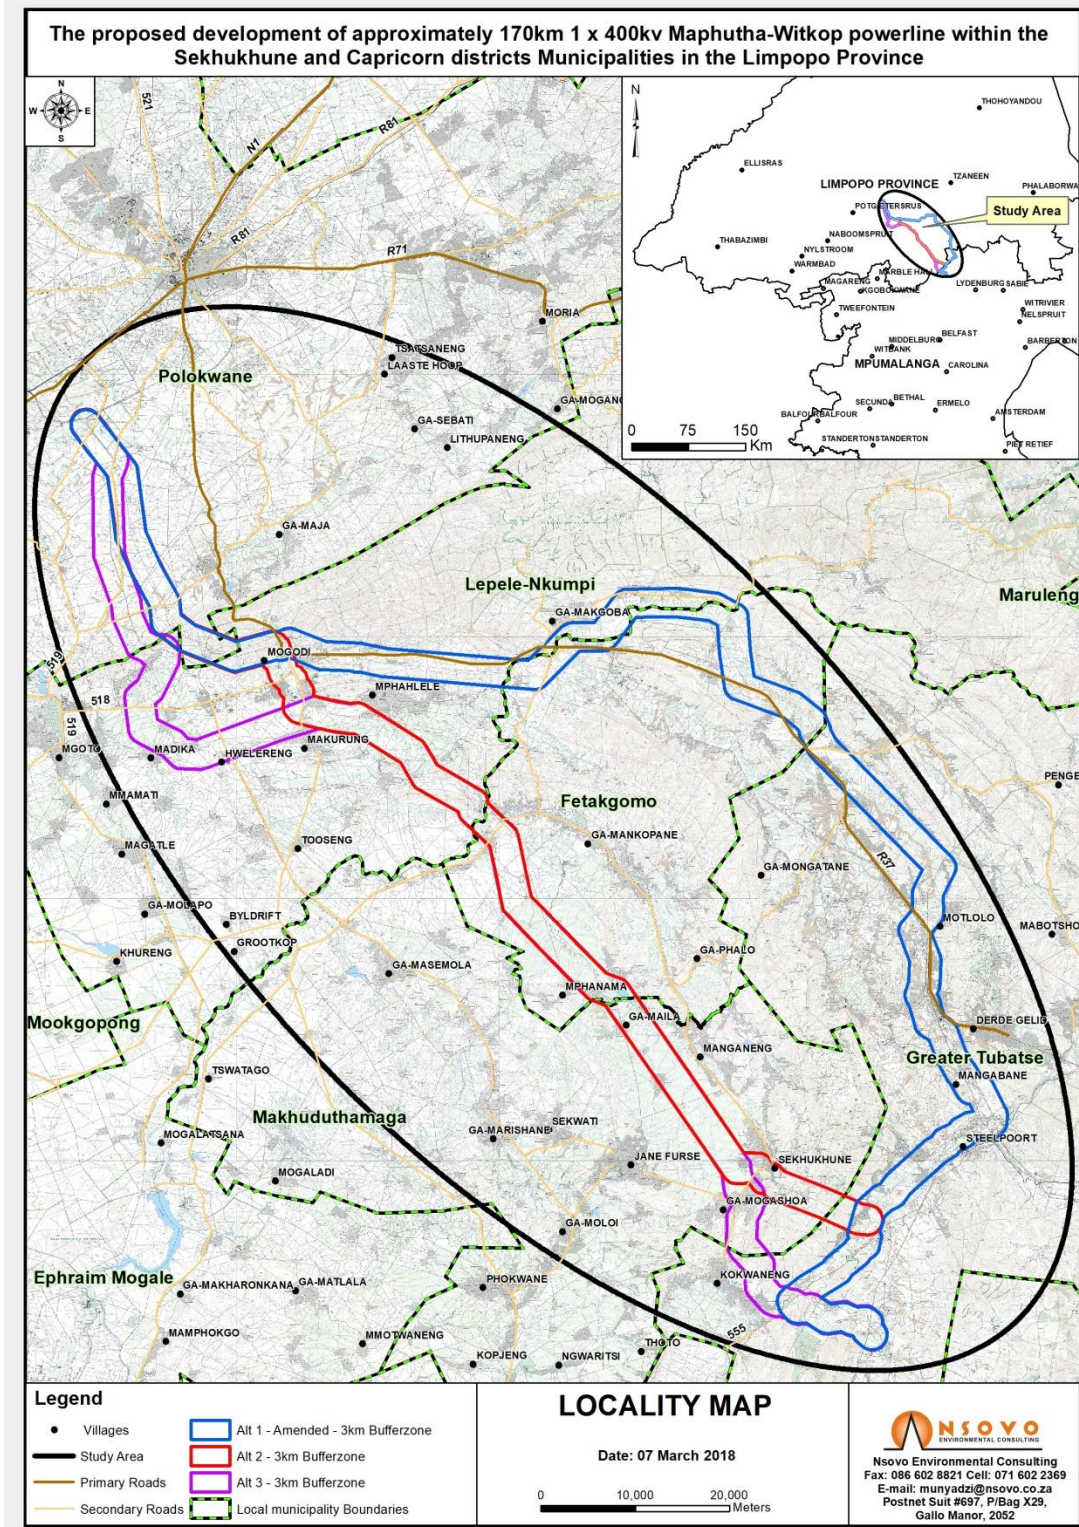 The proposed development of approximately 170km 1 x 400kv Maphutha-Witkop powerline within the
Sekhukhune and Capricorn districts Municipalities in the Limpopo Province
N
W E
S
521
N1
R81
R81
R71
MORIA
TSATSANENG
LAASTE HOOP
Polokwane
GA-MOGANO
GA-SEBATI
LITHUPANENG
GA-MAJA
N
THOHOYANDOU
ELLISRAS
TZANEEN
LIMPOPO PROVINCE
PHALABORWA
POTGIETERSRUS
Study Area
NABOOMSPRUIT
THABAZIMBI
NYLSTROOM
WARMBAD
MARBLE HALL
MAGARENG
KGOBOKWANE
LYDENBURG
SABIE
TWEEFONTEIN
WITRIVIER
NELSPRUIT
MIDDELBURG
BELFAST
WITBANK
BARBERTON
MPUMALANGA
CAROLINA
SECUNDA
BETHAL
ERMELO
BALFOUR
BALFOUR
AMSTERDAM
STANDERTON
STANDERTON
PIET RETIEF
0 75 150
Km
Lepele-Nkumpi
Maruleng
GA-MAKGOBA
MOGODI
519
518
519
MPHAHLELE
MGOTO
MADIKA
HWELERENG
MAKURUNG
PENGE
MMAMATI
Fetakgomo
GA-MANKOPANE
MAGATLE
TOOSENG
GA-MONGATANE
R37
GA-MOLAPO
BYLDRIFT
MOTLOLO
MABOTSHO
KHURENG
GROOTKOP
GA-MASEMOLA
GA-PHALO
MPHANAMA
Mookgopong
GA-MAILA
DERDE GELID
MANGANENG
Greater Tubatse
TSWATAGO
MANGABANE
Makhuduthamaga
GA-MARISHANE
SEKWATI
MOGALATSANA
STEELPOORT
JANE FURSE
SEKHUKHUNE
MOGALADI
GA-MOGASHOA
GA-MOLOI
Ephraim Mogale
GA-MAKHARONKANA
GA-MATLALA
PHOKWANE
KOKWANENG
MAMPHOKGO
MMOTWANENG
555
THOTO
KOPJENG
NGWARITSI
Legend
Villages
Study Area
Primary Roads
Secondary Roads
Alt 1 - Amended - 3km Bufferzone
Alt 2 - 3km Bufferzone
Alt 3 - 3km Bufferzone
Local municipality Boundaries
LOCALITY MAP
Date: 07 March 2018
0 10,000 20,000
Meters
NSOVO
ENVIRONMENTAL CONSULTING
Nsovo Environmental Consulting
Fax: 086 602 8821 Cell: 071 602 2369
E-mail: munyadzi@nsovo.co.za
Postnet Suit #697, P/Bag X29,
Gallo Manor, 2052